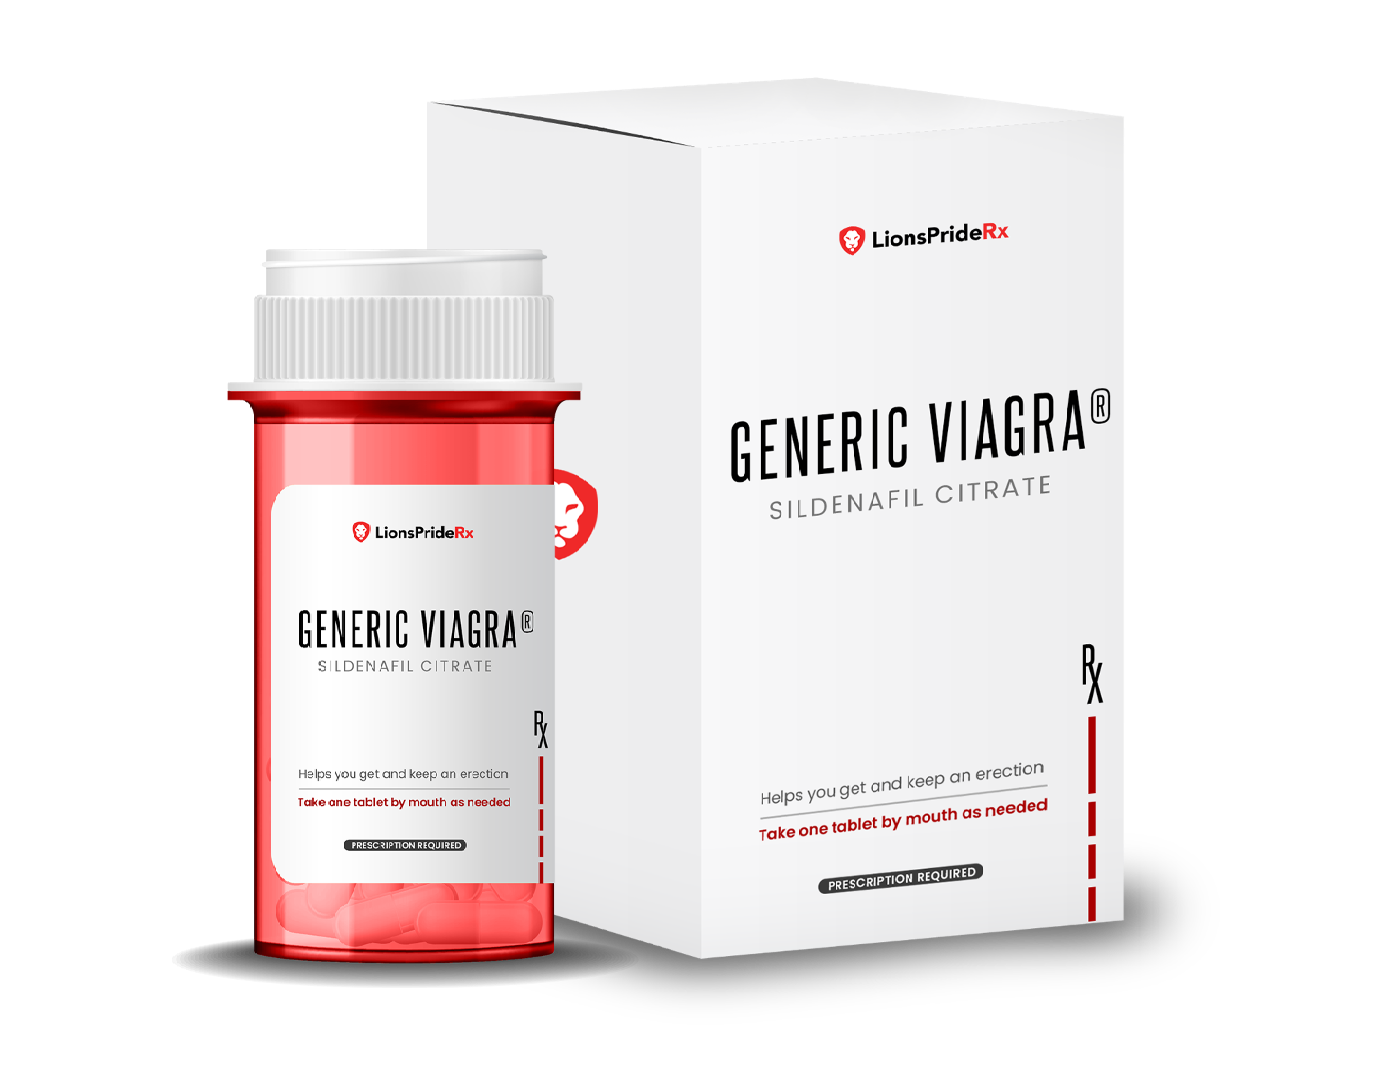 LionsPrideRx
GENERIC VIAGRA®
SILDENAFIL CITRATE
Rx
Helps you get and keep an erection
Take one tablet by mouth as needed
PRESCRIPTION REQUIRED
LionsPrideRx
GENERIC VIAGRA®
SILDENAFIL CITRATE
Rx
Helps you get and keep an erection
Take one tablet by mouth as needed
PRESCRIPTION REQUIRED